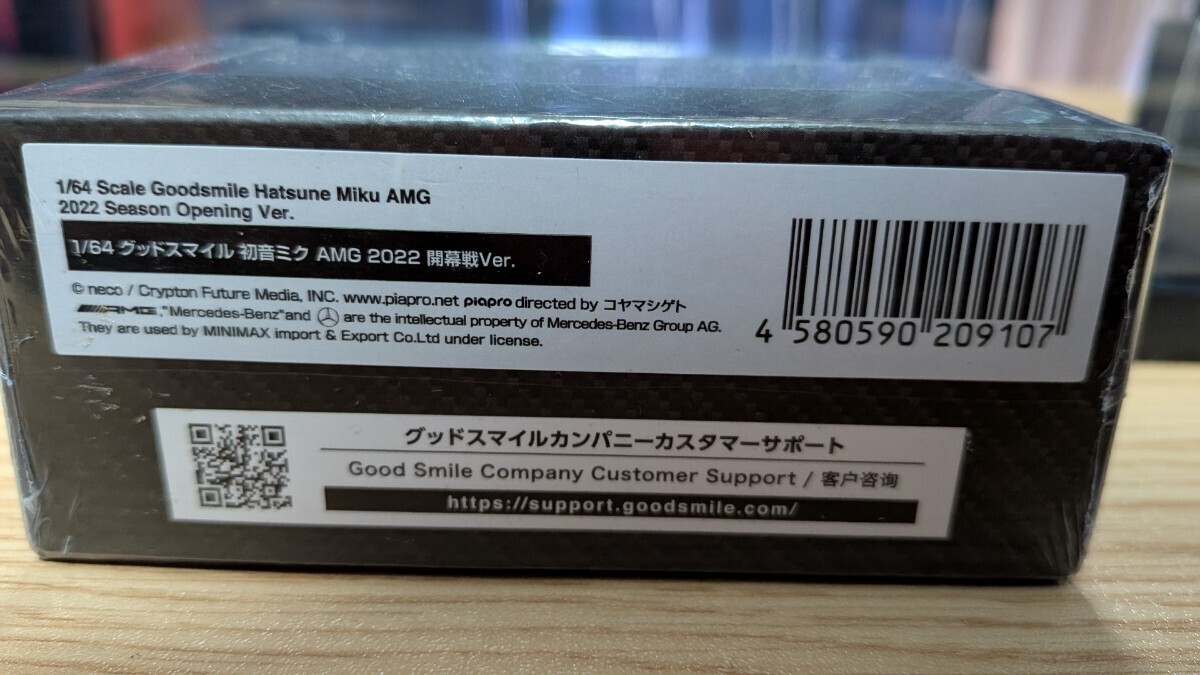 1/64 Scale Goodsmile Hatsune Miku AMG
2022 Season Opening Ver.
1/64 グッドスマイル 初音ミク AMG 2022 開幕戦Ver.
© neco / Crypton Future Media, INC. www.piapro.net piapro directed by コヤマシゲト
AMG,"Mercedes-Benz"and are the intellectual property of Mercedes-Benz Group AG.
They are used by MINIMAX import & Export Co.Ltd under license.
4 580590 209107
グッドスマイルカンパニーカスタマーサポート
Good Smile Company Customer Support / 客户咨询
https://support.goodsmile.com/